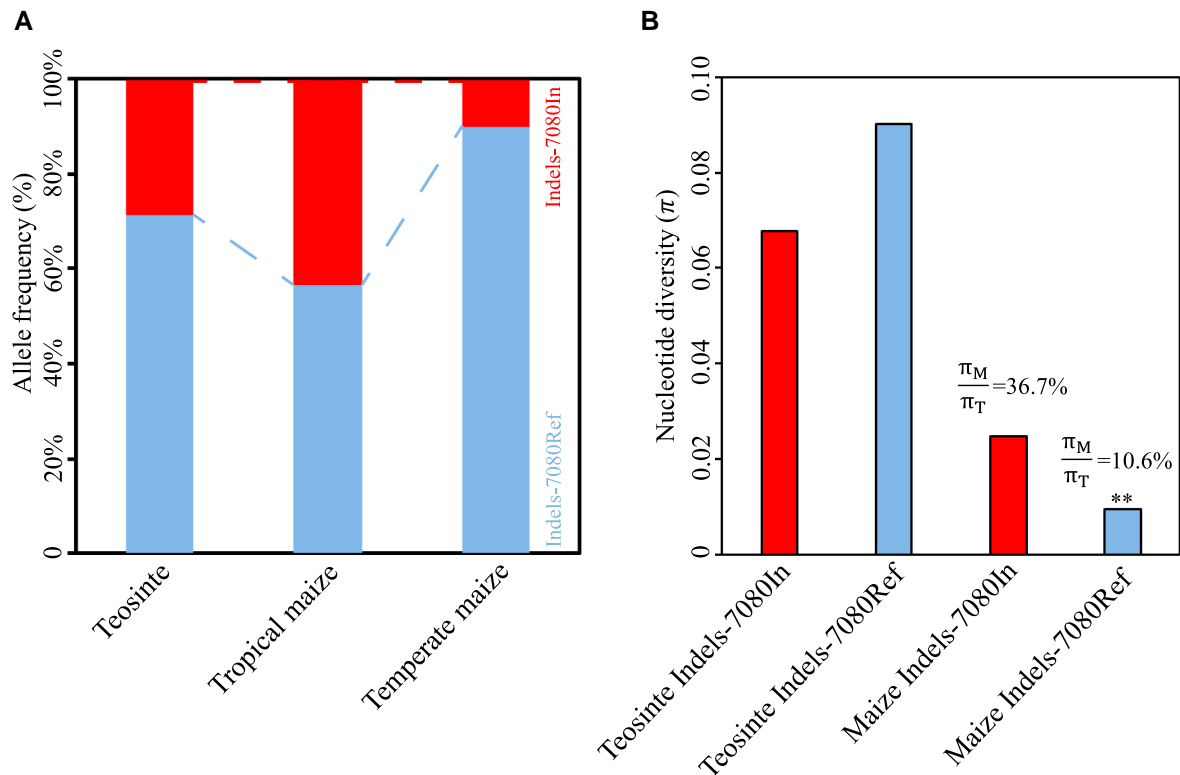 A
Allele frequency (%)
100%
80%
60%
40%
20%
0
Indels-7080In
Indels-7080Ref
Teosinte
Tropical maize
Temperate maize
B
Nucleotide diversity (π)
0.10
0.08
0.06
0.04
0.02
0
πM/πT=36.7%
πM/πT=10.6%
**
Teosinte Indels-7080In
Teosinte Indels-7080Ref
Maize Indels-7080In
Maize Indels-7080Ref